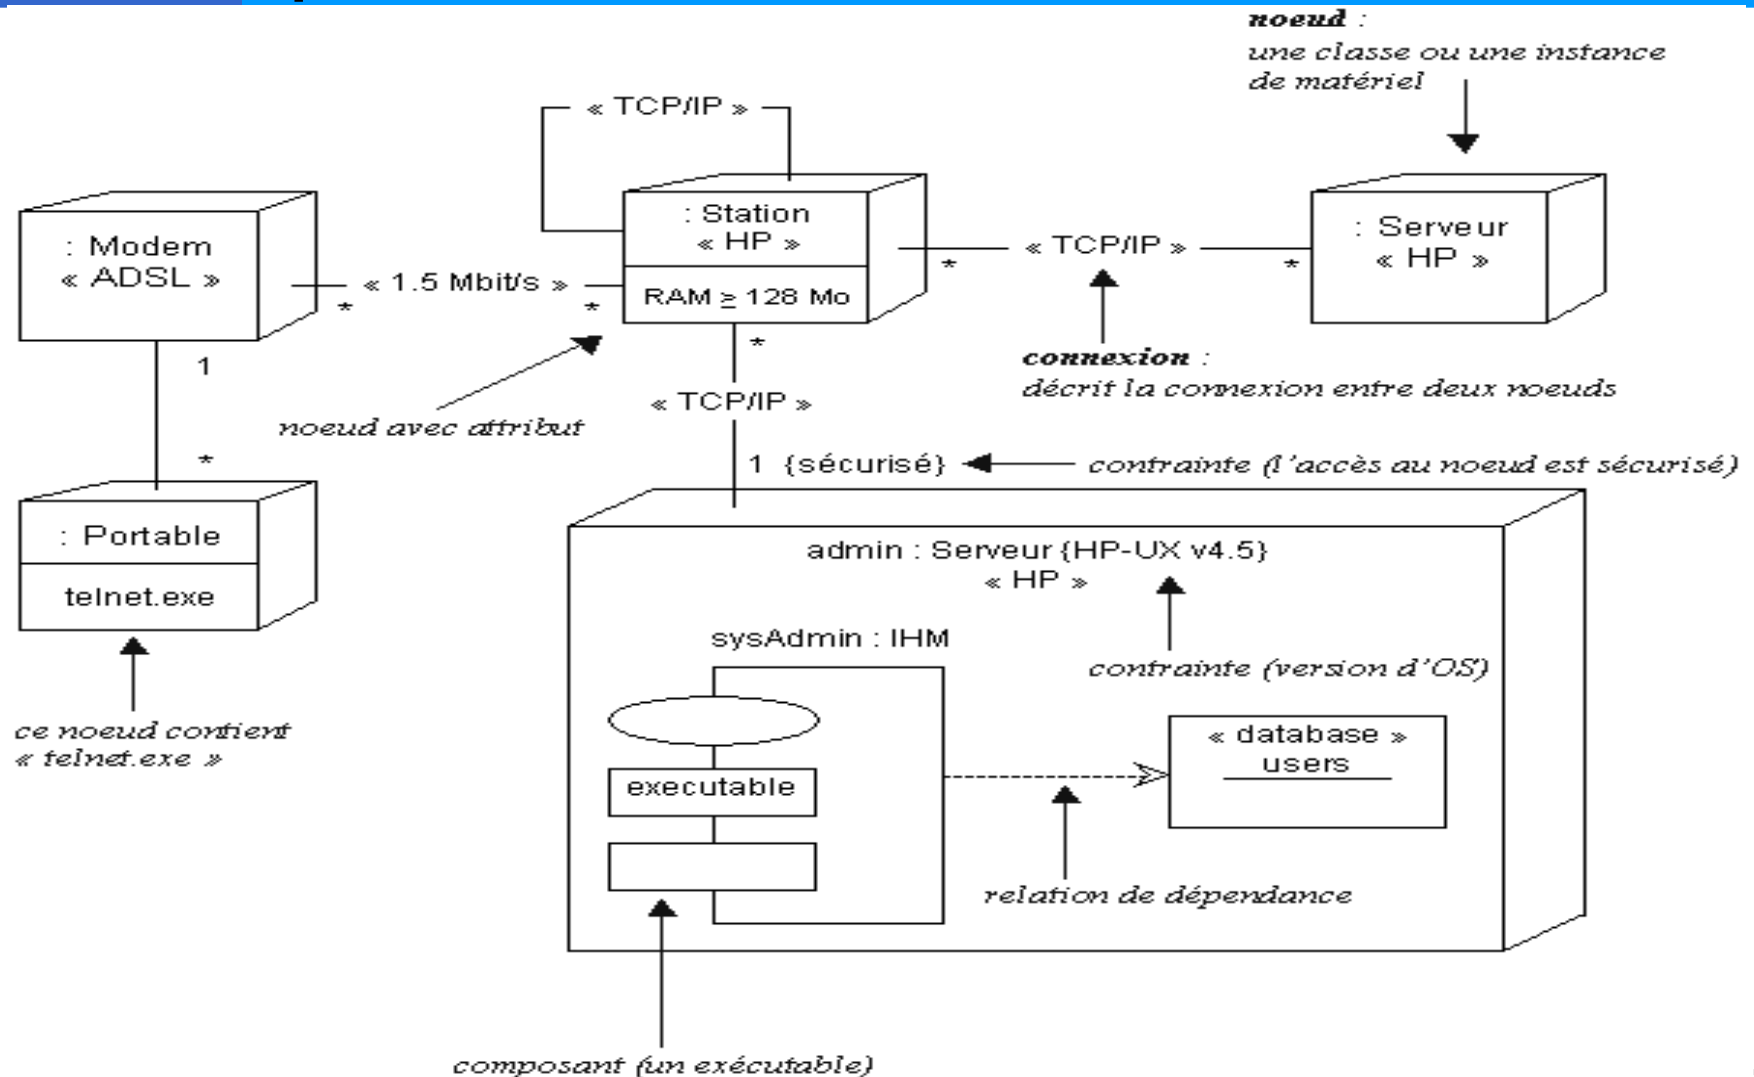 noeud :
une classe ou une instance
de matériel
« TCP/IP »
: Station
« HP »
RAM ≥ 128 Mo
: Modem
« ADSL »
« 1.5 Mbit/s »
*
*
*
« TCP/IP »
*
: Serveur
« HP »
connexion :
décrit la connexion entre deux noeuds
1
*
noeud avec attribut
*
« TCP/IP »
1 {sécurisé}
contrainte (l'accès au noeud est sécurisé)
: Portable
telnet.exe
ce noeud contient
« telnet.exe »
admin : Serveur {HP-UX v4.5}
« HP »
contrainte (version d'OS)
sysAdmin : IHM
executable
« database »
users
relation de dépendance
composant (un exécutable)